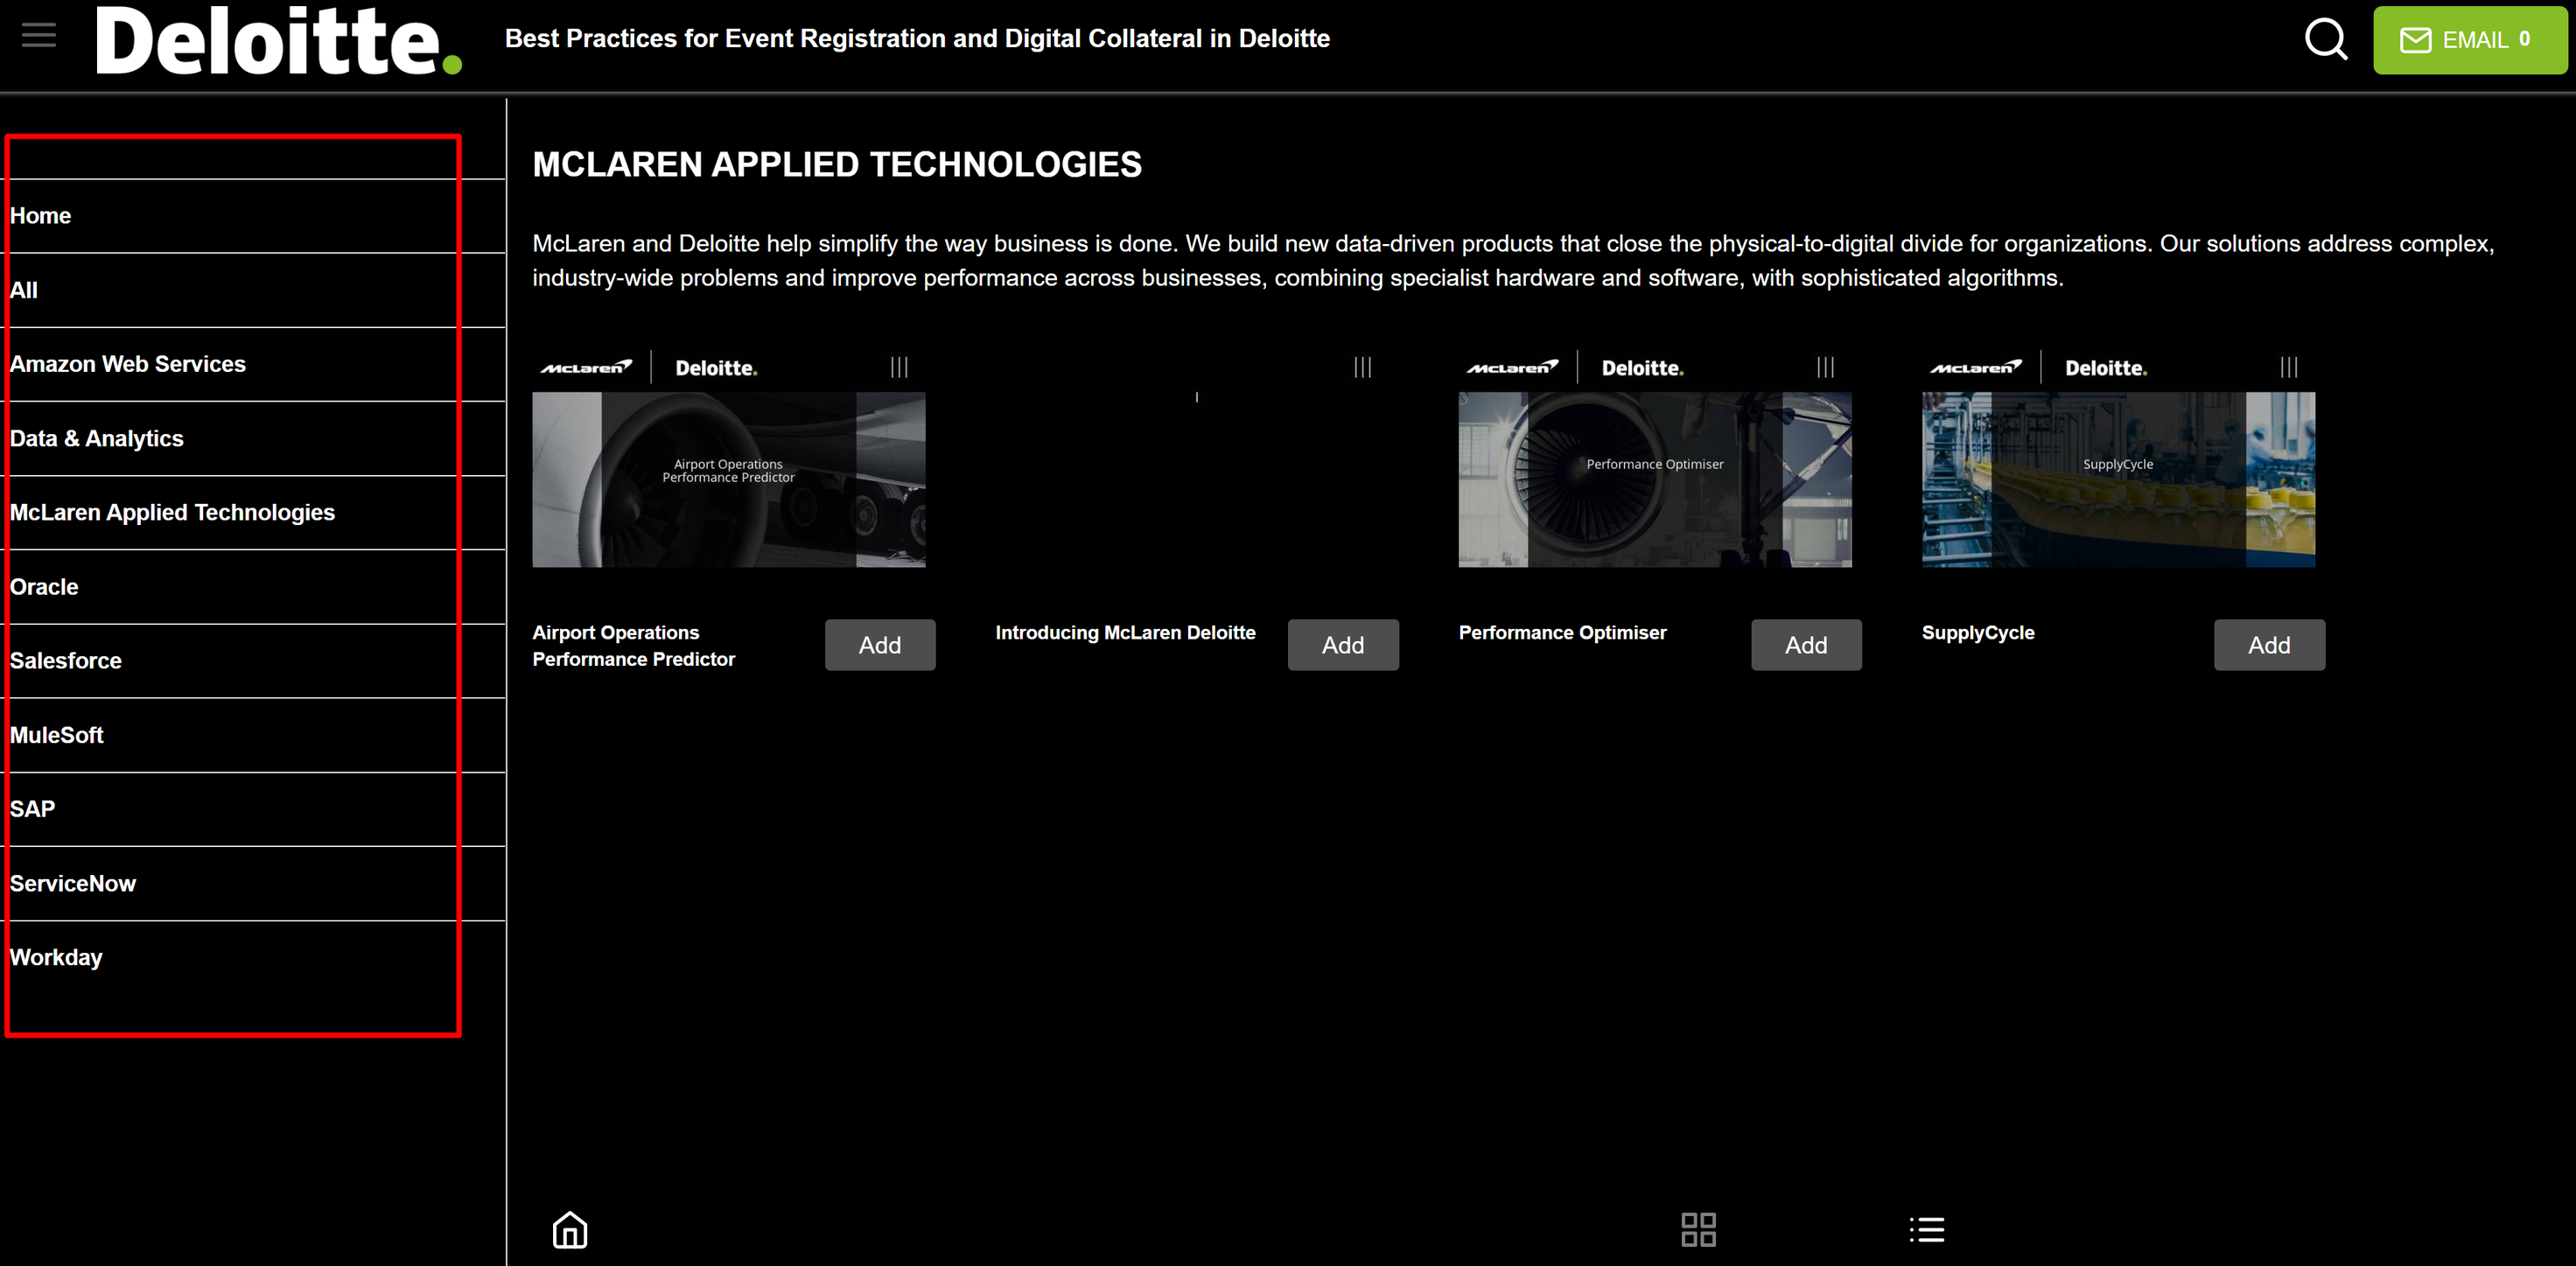 Deloitte.
Best Practices for Event Registration and Digital Collateral in Deloitte
EMAIL 0
Home
All
Amazon Web Services
Data & Analytics
McLaren Applied Technologies
Oracle
Salesforce
MuleSoft
SAP
ServiceNow
Workday
MCLAREN APPLIED TECHNOLOGIES
McLaren and Deloitte help simplify the way business is done. We build new data-driven products that close the physical-to-digital divide for organizations. Our solutions address complex,
industry-wide problems and improve performance across businesses, combining specialist hardware and software, with sophisticated algorithms.
McLaren Deloitte.
Airport Operations
Performance Predictor
McLaren Deloitte.
Performance Optimiser
McLaren Deloitte.
SupplyCycle
Airport Operations
Performance Predictor
Add
Introducing McLaren Deloitte
Add
Performance Optimiser
Add
SupplyCycle
Add